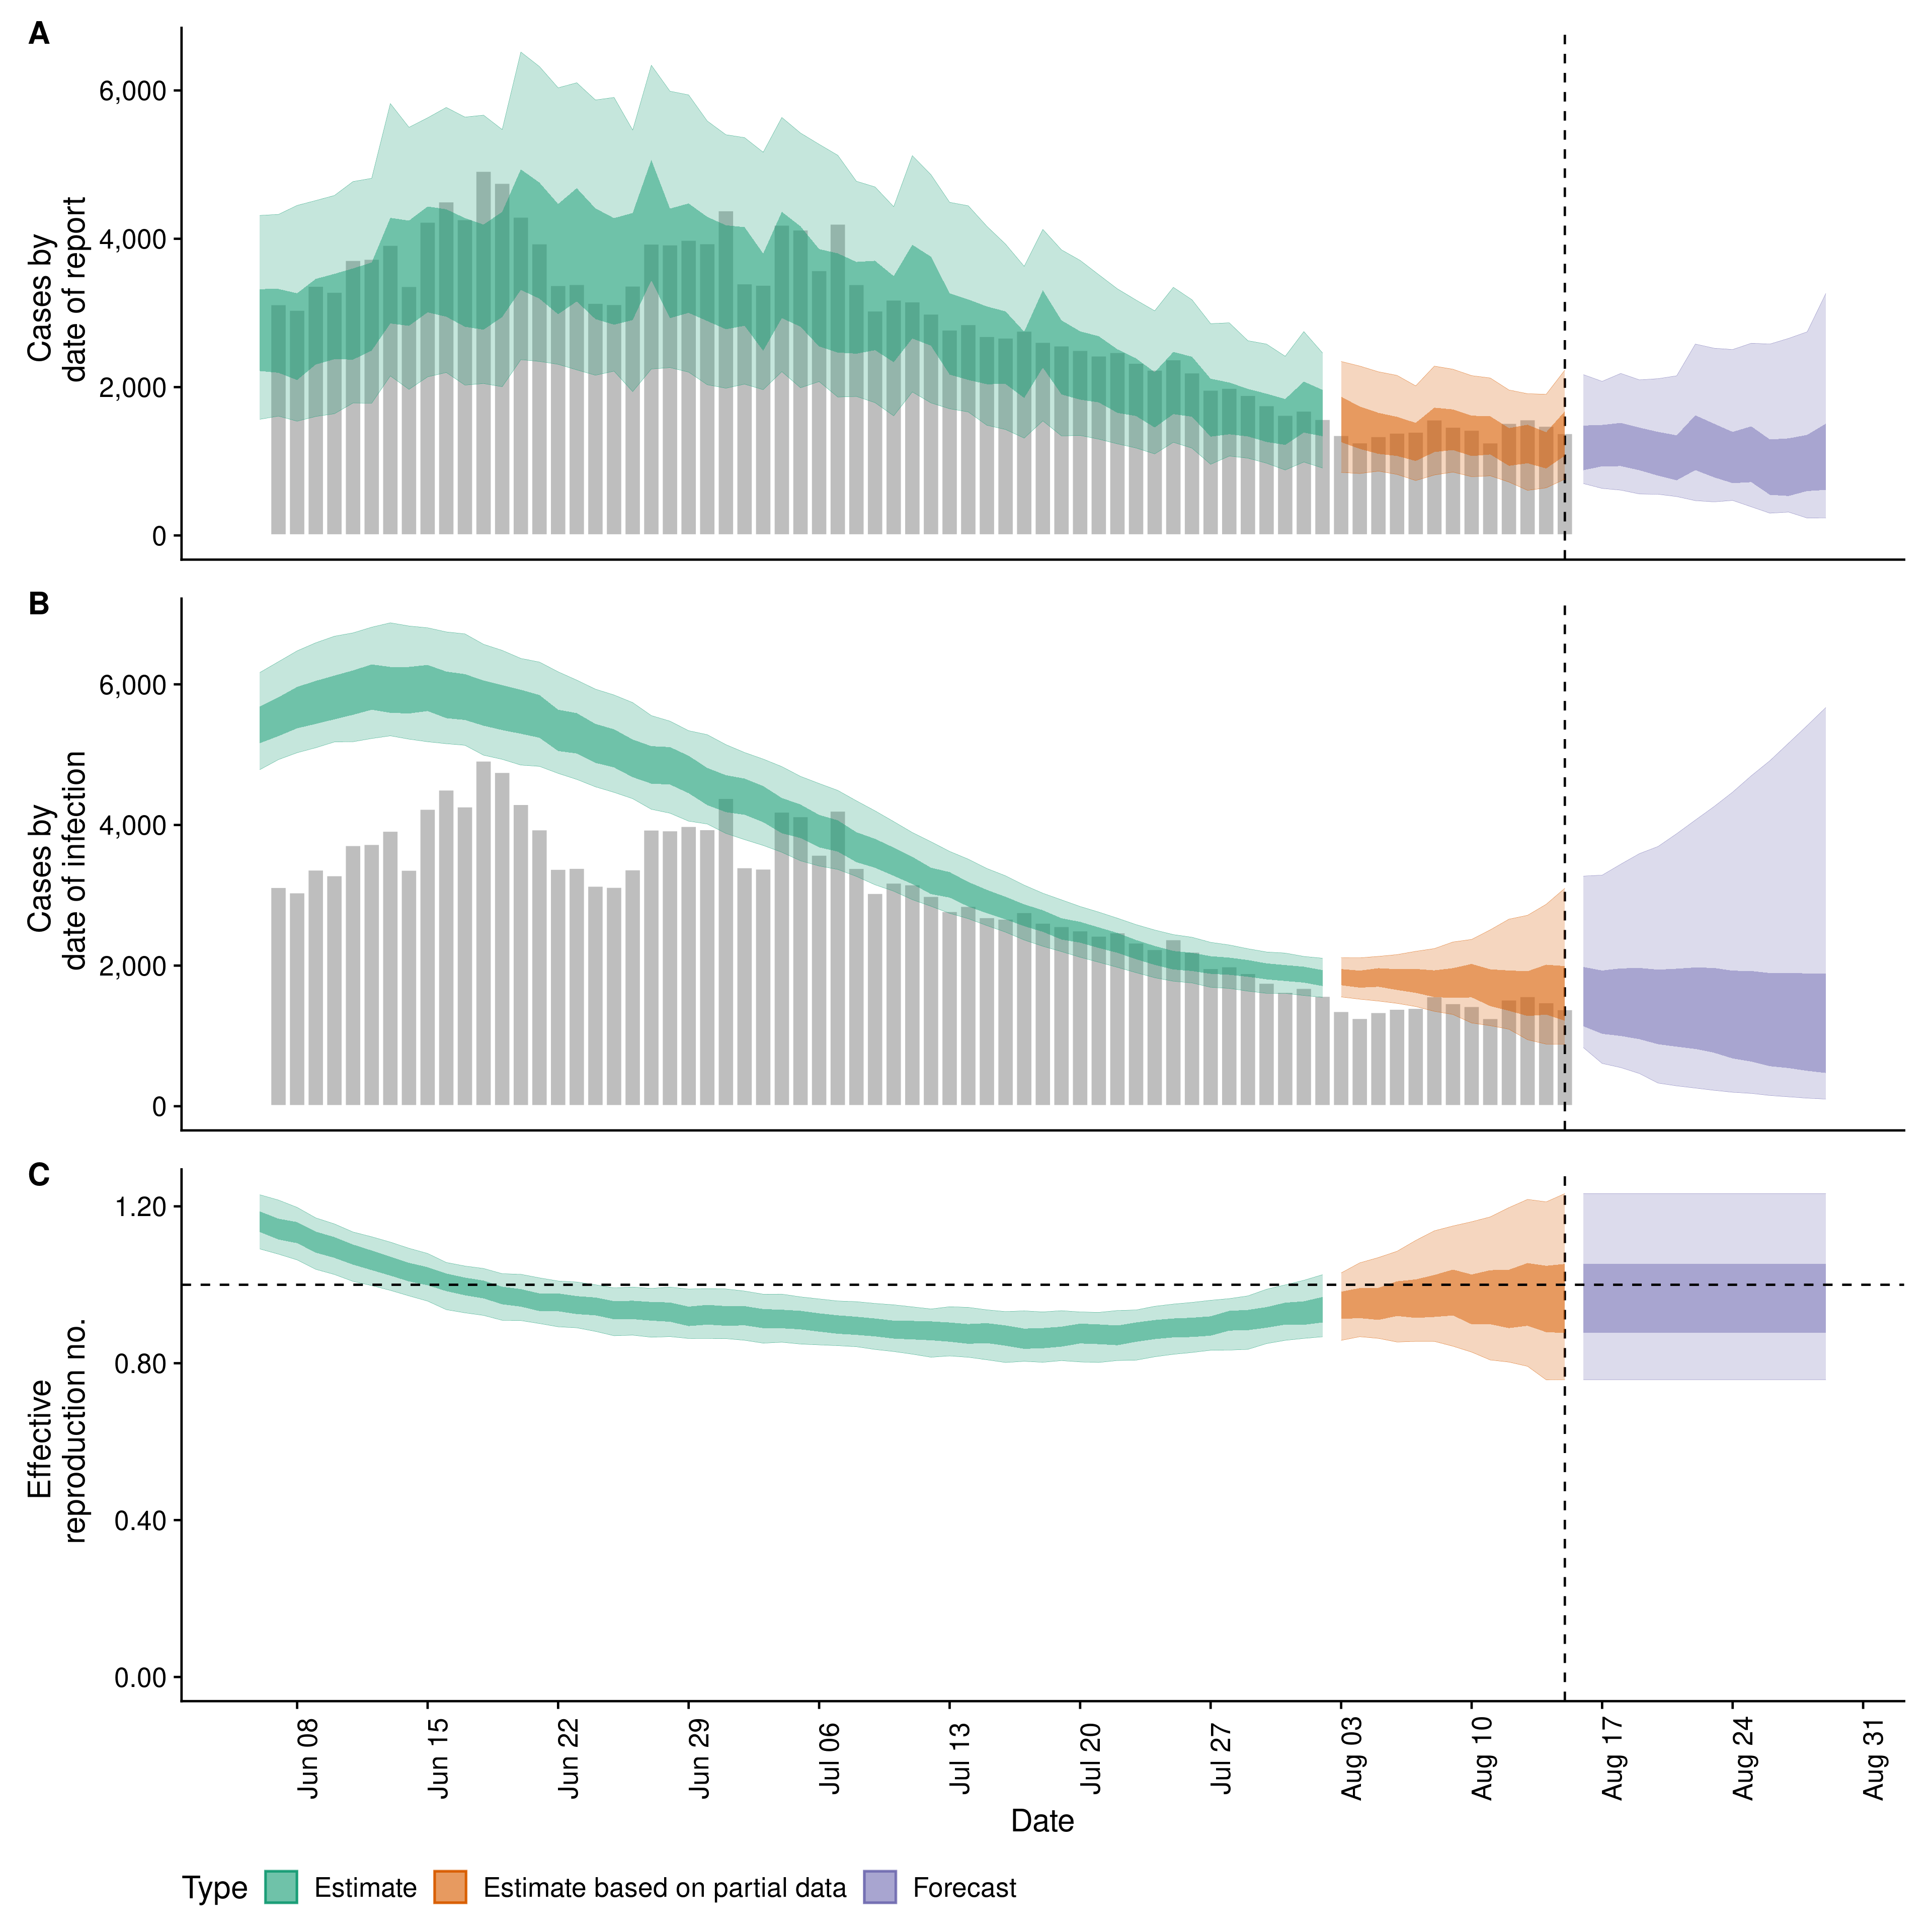 A
6,000
4,000
2,000
0
Cases by
date of report
B
6,000
4,000
2,000
0
Cases by
date of infection
C
1.20
0.80
0.40
0.00
Effective
reproduction no.
Jun 08
Jun 15
Jun 22
Jun 29
Jul 06
Jul 13
Jul 20
Jul 27
Aug 03
Aug 10
Aug 17
Aug 24
Aug 31
Date
Type
Estimate
Estimate based on partial data
Forecast